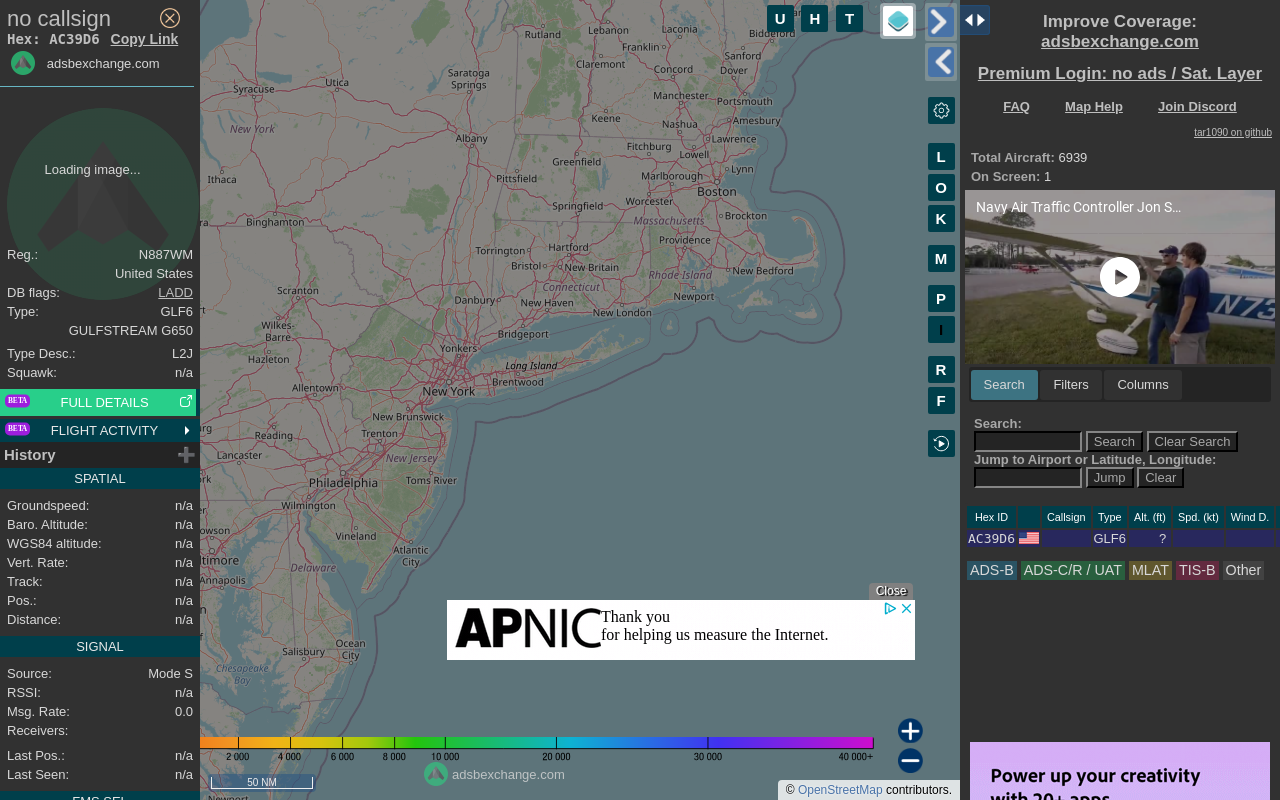 no callsign
Hex: AC39D6 Copy Link
adsbexchange.com
Loading image...
Reg.: N887WM
United States
DB flags: LADD
Type: GLF6
GULFSTREAM G650
Type Desc.: L2J
Squawk: n/a
BETA FULL DETAILS
BETA FLIGHT ACTIVITY
History
SPATIAL
Groundspeed: n/a
Baro. Altitude: n/a
WGS84 altitude: n/a
Vert. Rate: n/a
Track: n/a
Pos.: n/a
Distance: n/a
SIGNAL
Source: Mode S
RSSI: n/a
Msg. Rate: 0.0
Receivers:
Last Pos.: n/a
Last Seen: n/a
FMS SEL
U H T
L
O
K
M
P
I
R
F
Rutland
Lebanon
Laconia
Biddeford
Franklin
Claremont
Sanford
Concord
Dover
Saratoga
Springs
Utica
Syracuse
Manchester
Portsmouth
Keene
Nashua
Amesbury
New York
Albany
Fitchburg
Lawrence
Greenfield
Lowell
Ithaca
Pittsfield
Marlborough
Lynn
Boston
Worcester
Springfield
Massachusetts
Brockton
Binghamton
Providence
Torrington
Hartford
Bristol
New Britain
Rhode Island
New Bedford
Connecticut
Scranton
Danbury
New Haven
Newport
New London
Wilkes-
Barre
Bridgeport
Yonkers
Hazleton
Long Island
Brentwood
Allentown
New York
New Brunswick
Reading
Trenton
Lancaster
New Jersey
Philadelphia
Toms River
Wilmington
Vineland
Atlantic
City
Delaware
Annapolis
Ocean
City
Salisbury
Chesapeake
Bay
Close
APNIC
Thank you
for helping us measure the Internet.
2 000 4 000 6 000 8 000 10 000 20 000 30 000 40 000+
50 NM
adsbexchange.com
© OpenStreetMap contributors.
Improve Coverage:
adsbexchange.com
Premium Login: no ads / Sat. Layer
FAQ Map Help Join Discord
tar1090 on github
Total Aircraft: 6939
On Screen: 1
Navy Air Traffic Controller Jon S...
N73
Search Filters Columns
Search:
Search Clear Search
Jump to Airport or Latitude, Longitude:
Jump Clear
Hex ID Callsign Type Alt. (ft) Spd. (kt) Wind D.
AC39D6 GLF6 ?
ADS-B ADS-C/R / UAT MLAT TIS-B Other
Power up your creativity
with 20+ apps